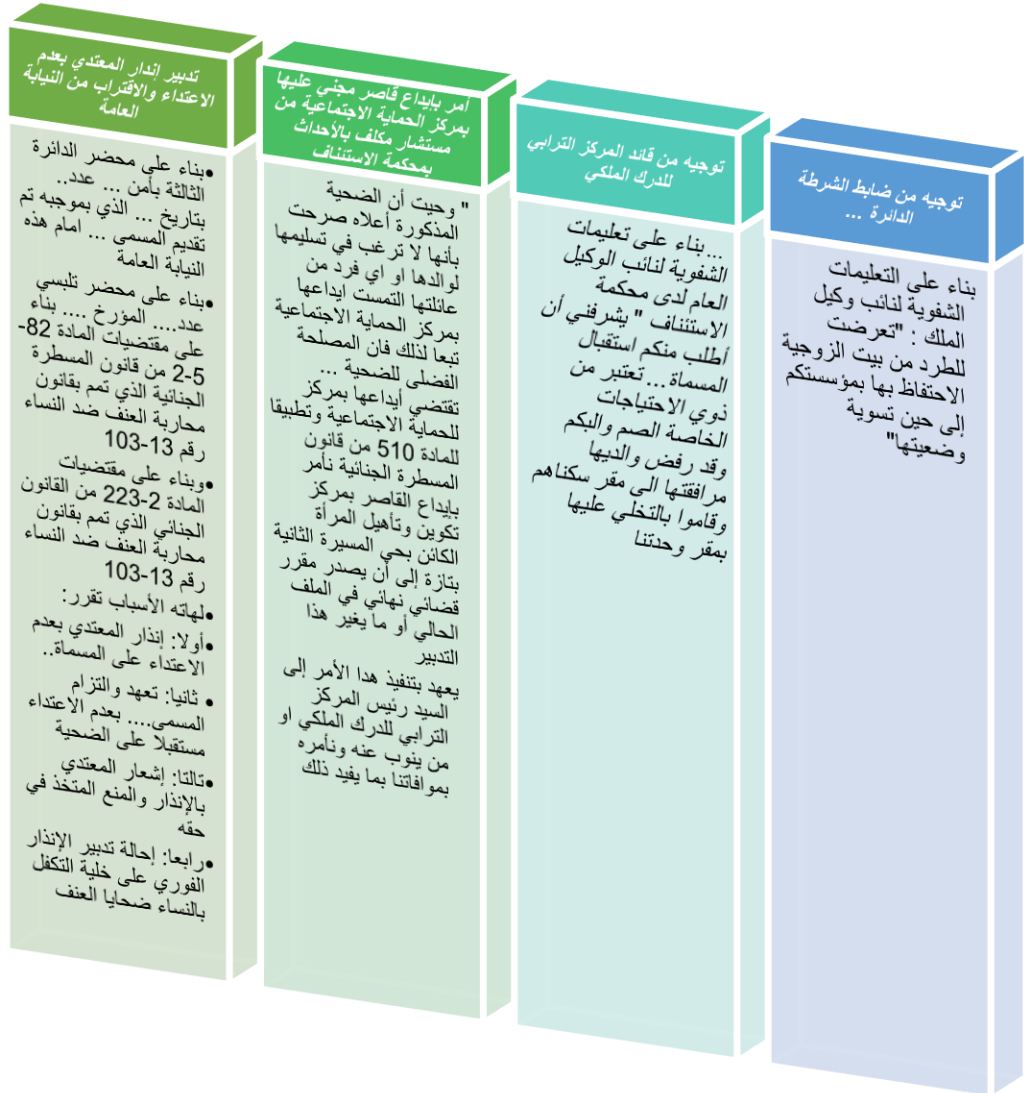 توجيه من ضابط الشرطة
الدائرة ...
بناء على التعليمات
الشفوية لنائب وكيل
الملك : "تعرضت
للطرد من بيت الزوجية
الاحتفاظ بها بمؤسستكم
إلى حين تسوية
وضعيتها"
توجيه من قائد المركز الترابي
للدرك الملكي
...بناء على تعليمات
الشفوية لنائب الوكيل
العام لدى محكمة
الاستئناف " يشرفني أن
أطلب منكم استقبال
المسماة ... تعتبر من
ذوي الاحتياجات
الخاصة الصم والبكم
وقد رفض والديها
مرافقتها الى مقر سكناهم
وقاموا بالتخلي عليها
بمقر وحدتنا
أمر بإيداع قاصر مجني عليها
بمركز الحماية الاجتماعية من
مستشار مكلف بالأحداث
بمحكمة الاستئناف
" وحيت أن الضحية
المذكورة أعلاه صرحت
بأنها لا ترغب في تسليمها
لوالدها او اي فرد من
عائلتها التمست ايداعها
بمركز الحماية الاجتماعية
تبعا لذلك فان المصلحة
الفضلى للضحية ...
تقتضي أيداعها بمركز
للحماية الاجتماعية وتطبيقا
للمادة 510 من قانون
المسطرة الجنائية نأمر
بإيداع القاصر بمركز
تكوين وتأهيل المرأة
الكائن بحي المسيرة الثانية
بتازة إلى أن يصدر مقرر
قضائي نهائي في الملف
الحالي أو ما يغير هذا
التدبير
يعهد بتنفيذ هدا الأمر إلى
السيد رئيس المركز
الترابي للدرك الملكي او
من ينوب عنه ونأمره
بموافاتنا بما يفيد ذلك
تدبير إندار المعتدي بعدم
الاعتداء والاقتراب من النيابة
العامة
•بناء على محضر الدائرة
الثالثة بأمن ... عدد..
بتاريخ ... الذي بموجبه تم
تقديم المسمى ... امام هذه
النيابة العامة
•بناء على محضر تلبسي
عدد.... المؤرخ .... بناء
على مقتضيات المادة 82-
5-2 من قانون المسطرة
الجنائية الذي تمم بقانون
محاربة العنف ضد النساء
رقم 13-103
•وبناء على مقتضيات
المادة 2-223 من القانون
الجنائي الذي تمم بقانون
محاربة العنف ضد النساء
رقم 13-103
•لهاته الأسباب تقرر:
•أولا: إنذار المعتدي بعدم
الاعتداء على المسماة..
• ثانيا: تعهد والتزام
المسمى.... بعدم الاعتداء
مستقبلا على الضحية
•تالتا: إشعار المعتدي
بالإنذار والمنع المتخذ في
حقه
•رابعا: إحالة تدبير الإنذار
الفوري على خلية التكفل
بالنساء ضحايا العنف